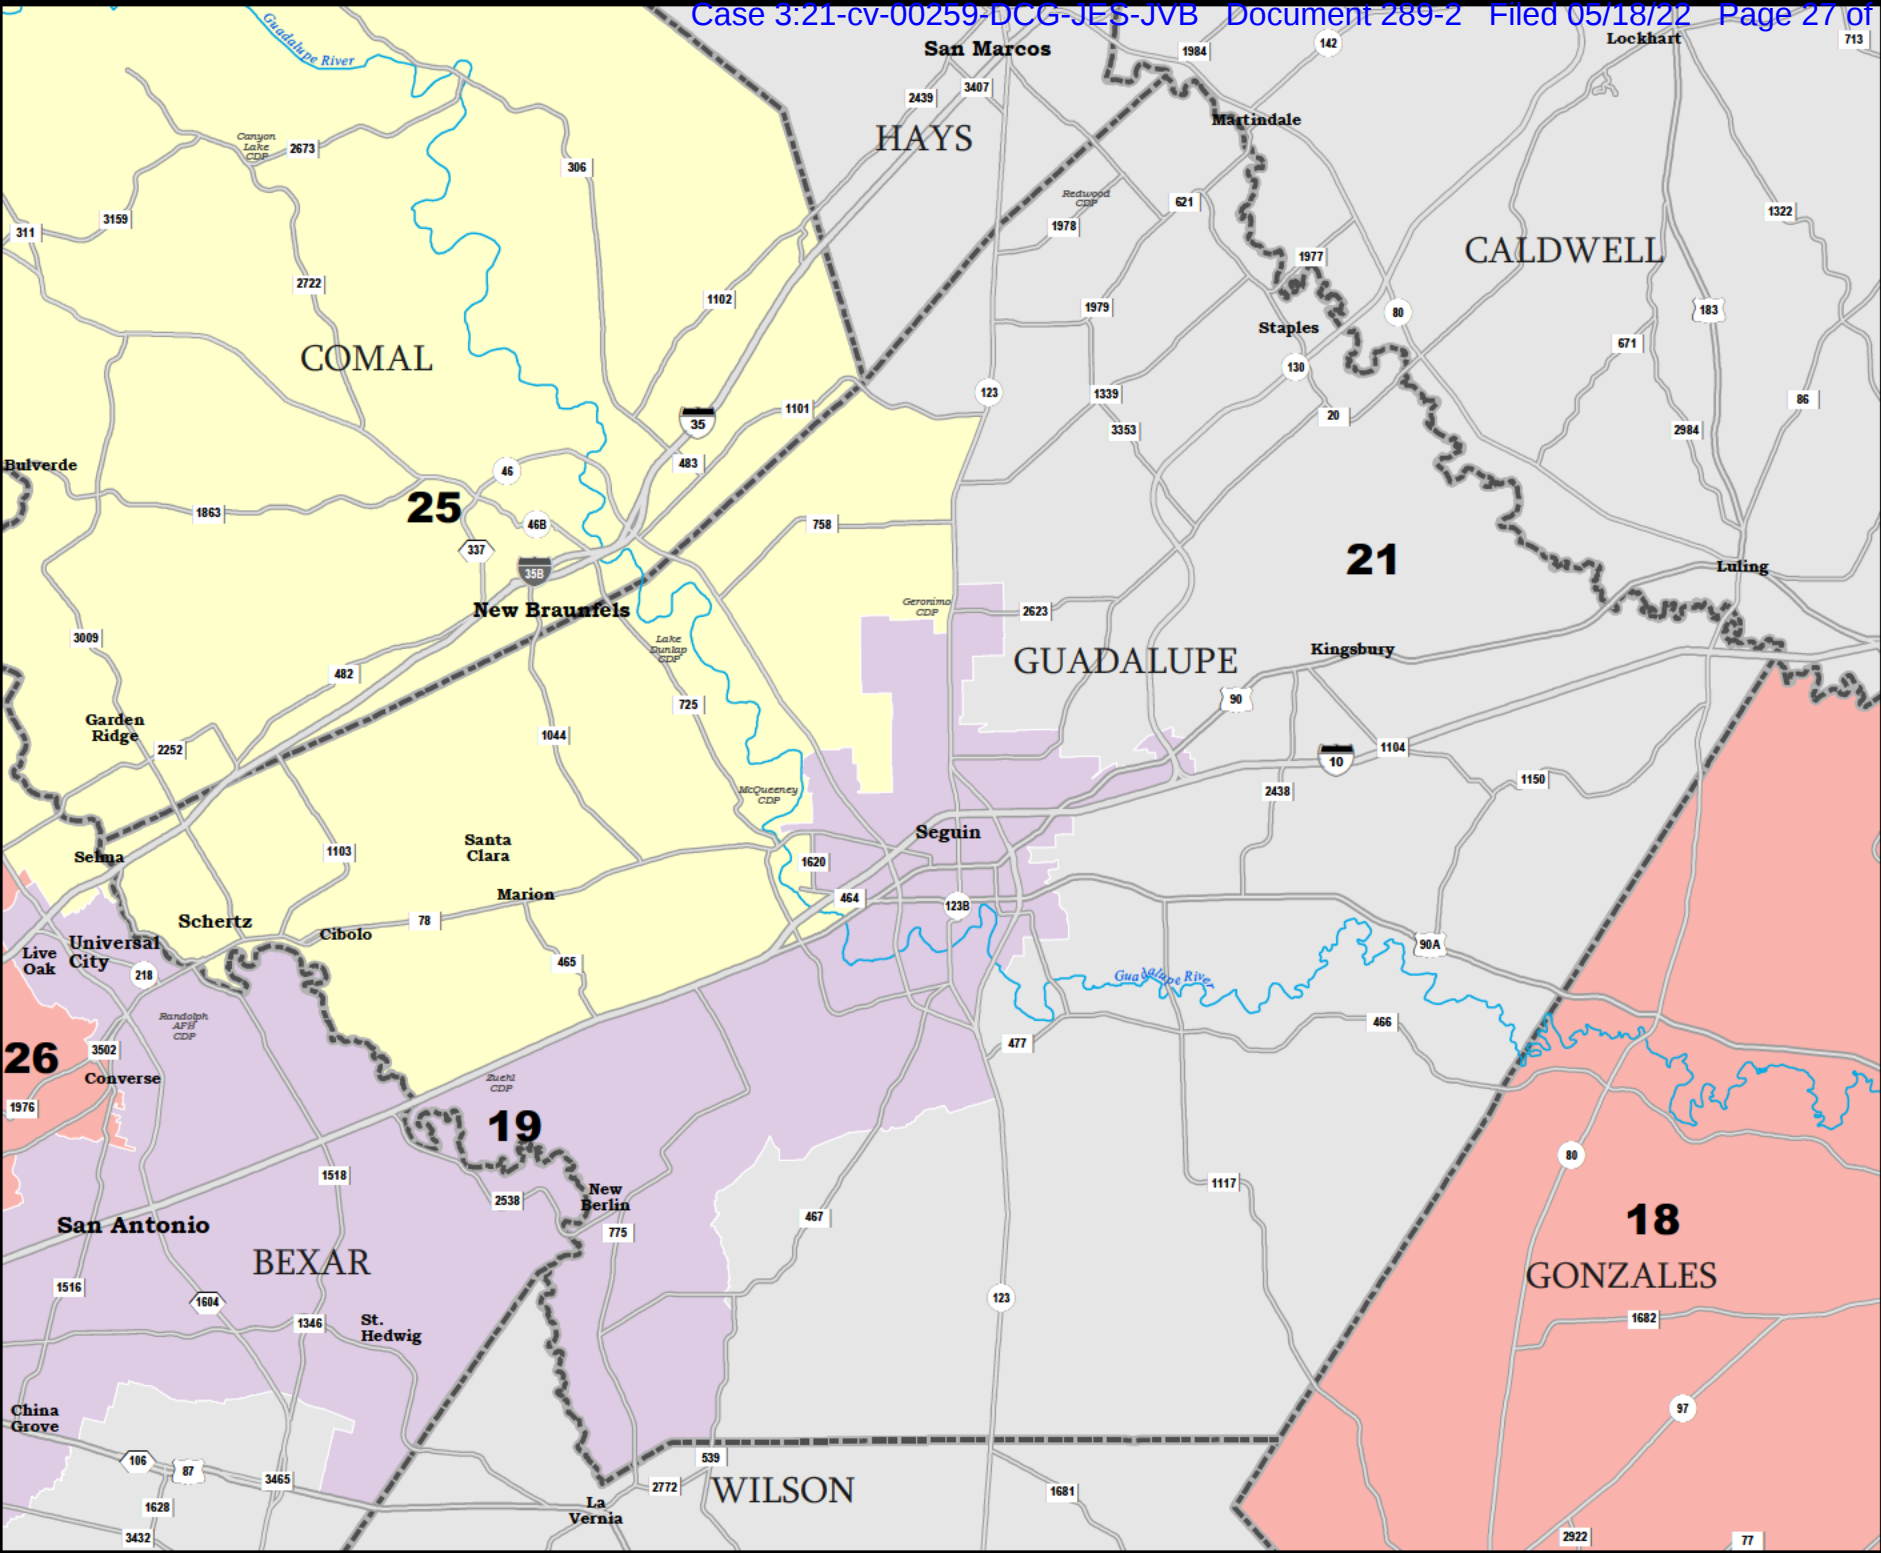 Case 3:21-cv-00259-DCG-JES-JVB Document 289-2 Filed 05/18/22 Page 27 of
Guadalupe River
San Marcos
1984
142
Lockhart
713
2439
3407
HAYS
Martindale
Canyon
Lake
CDP
2673
306
Redwood
CDP
621
1978
1322
311
3159
CALDWELL
1977
2722
1102
1979
80
183
Staples
671
COMAL
130
123
1339
86
1101
35
20
3353
2984
Bulverde
46
483
25
1863
46B
758
337
21
35B
Luling
New Braunfels
Geronimo
CDP
2623
3009
Lake
Dunlap
CDP
GUADALUPE
Kingsbury
482
725
90
Garden
Ridge
2252
1044
1104
10
1150
2438
McQueeney
CDP
Seguin
Santa
Clara
1103
Selma
1620
Marion
464
123B
Schertz
78
Cibolo
Universal
City
90A
Live
Oak
218
465
Guadalupe River
Randolph
AFB
CDP
466
26
3502
477
Converse
Zuehl
CDP
1976
19
80
1518
2538
New
Berlin
1117
San Antonio
467
18
775
BEXAR
GONZALES
1516
1604
123
1346
St.
Hedwig
1682
China
Grove
97
106
87
539
3465
2772
WILSON
1681
1628
La
Vernia
3432
2922
77